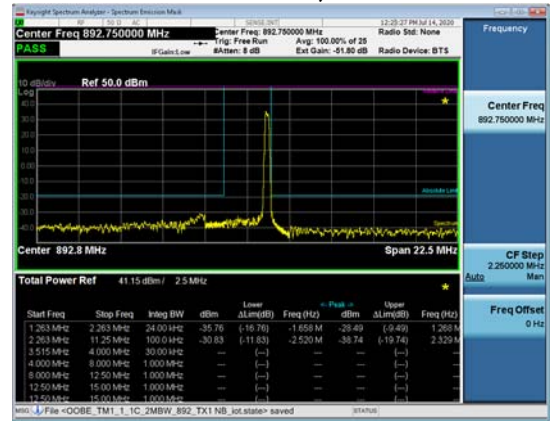 Keysight Spectrum Analyzer - Spectrum Emission Mask
RF 50 Ω AC SENSE:INT 12:25:27 PM Jul 14, 2020
Center Freq 892.750000 MHz Center Freq: 892.750000 MHz Radio Std: None
Trig: Free Run Avg: 100.00% of 25
PASS IFGain:Low #Atten: 8 dB Ext Gain: -51.80 dB Radio Device: BTS
10 dB/div Ref 50.0 dBm
Log
40.0
30.0
20.0
10.0
0.00
-10.0
-20.0
-30.0
-40.0
Absolute Limit
Spectrum
Center 892.8 MHz Span 22.5 MHz
Total Power Ref 41.15 dBm / 2.5 MHz
Lower <- Peak -> Upper
Start Freq Stop Freq Integ BW dBm ΔLim(dB) Freq (Hz) dBm ΔLim(dB) Freq (Hz)
1.263 MHz 2.263 MHz 24.00 kHz -35.76 (-16.76) -1.658 M -28.49 (-9.49) 1.268 M
2.263 MHz 11.25 MHz 100.0 kHz -30.83 (-11.83) -2.520 M -38.74 (-19.74) 2.329 M
3.515 MHz 4.000 MHz 30.00 kHz --- (---) --- (---)
4.000 MHz 8.000 MHz 1.000 MHz --- (---) --- (---)
8.000 MHz 12.50 MHz 1.000 MHz --- (---) --- (---)
12.50 MHz 15.00 MHz 1.000 MHz --- (---) --- (---)
12.50 MHz 15.00 MHz 1.000 MHz --- (---) --- (---)
MSG File <OOBE_TM1_1_1C_2MBW_892_TX1 NB_iot.state> saved STATUS
Frequency
Center Freq
892.750000 MHz
CF Step
2.250000 MHz
Auto Man
Freq Offset
0 Hz